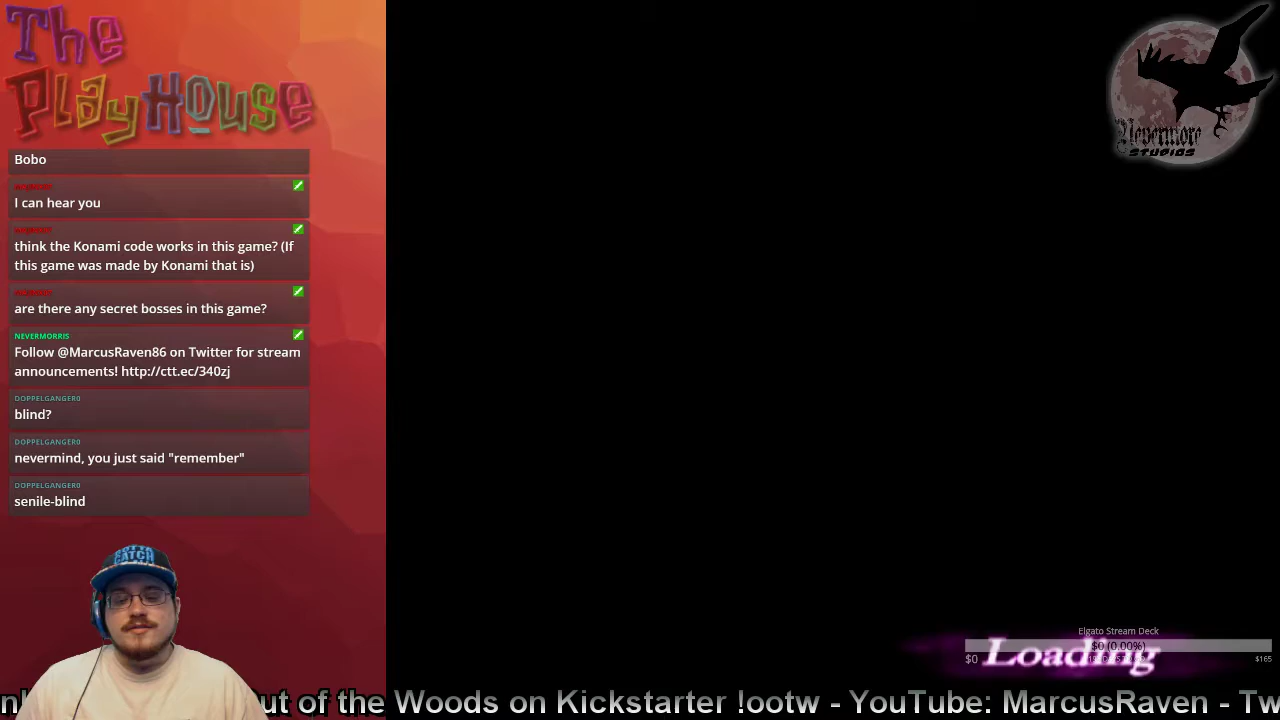 The
PlayHouse
Nevermore
STUDIOS
Bobo
I can hear you
think the Konami code works in this game? (If
this game was made by Konami that is)
are there any secret bosses in this game?
NEVERMORRIS
Follow @MarcusRaven86 on Twitter for stream
announcements! http://ctt.ec/340zj
DOPPELGANGER0
blind?
DOPPELGANGER0
nevermind, you just said "remember"
DOPPELGANGER0
senile-blind
GOTTA
CATCH
Elgato Stream Deck
$0 (0.00%)
$0
$165
Loading
ut of the Woods on Kickstarter !ootw - YouTube: MarcusRaven - Tw